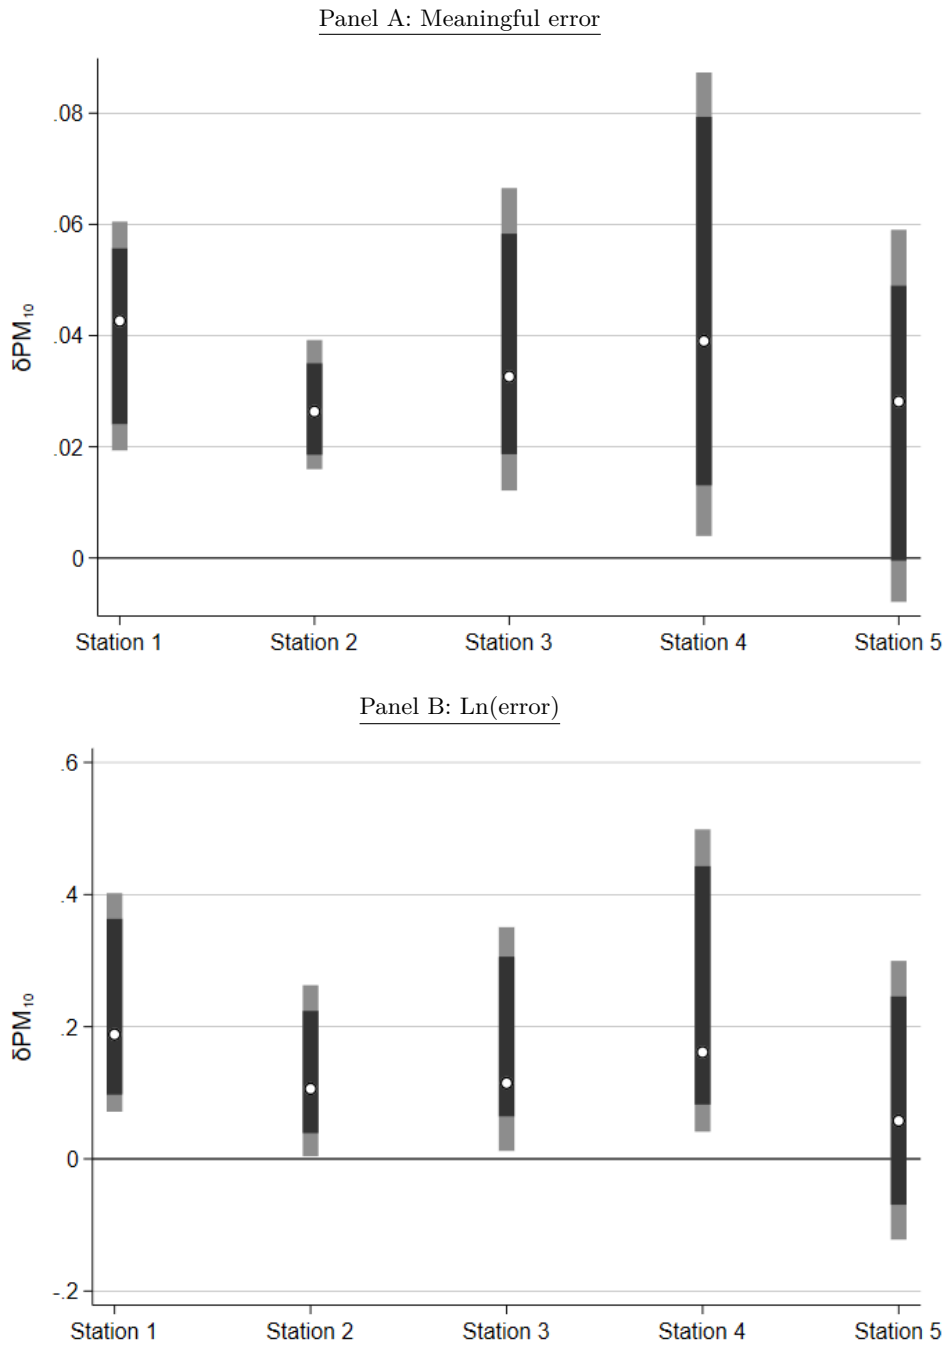 Panel A: Meaningful error
.08
.06
.04
.02
0
δPM₁₀
Station 1 Station 2 Station 3 Station 4 Station 5
Panel B: Ln(error)
.6
.4
.2
0
-.2
δPM₁₀
Station 1 Station 2 Station 3 Station 4 Station 5